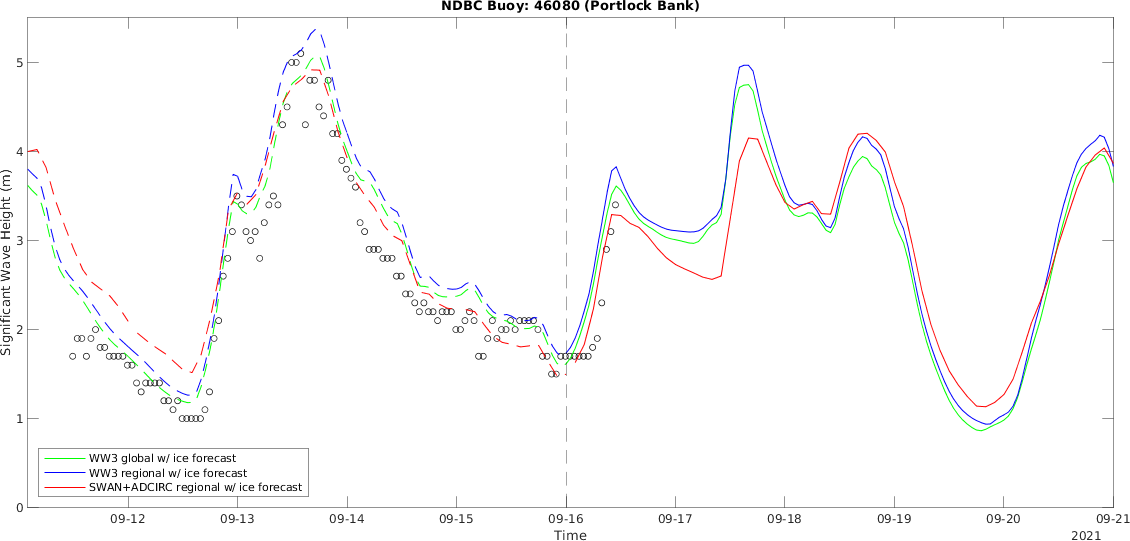 NDBC Buoy: 46080 (Portlock Bank)
Significant Wave Height (m)
5
4
3
2
1
0
WW3 global w/ ice forecast
WW3 regional w/ ice forecast
SWAN+ADCIRC regional w/ ice forecast
09-12 09-13 09-14 09-15 09-16 09-17 09-18 09-19 09-20 09-21
Time
2021